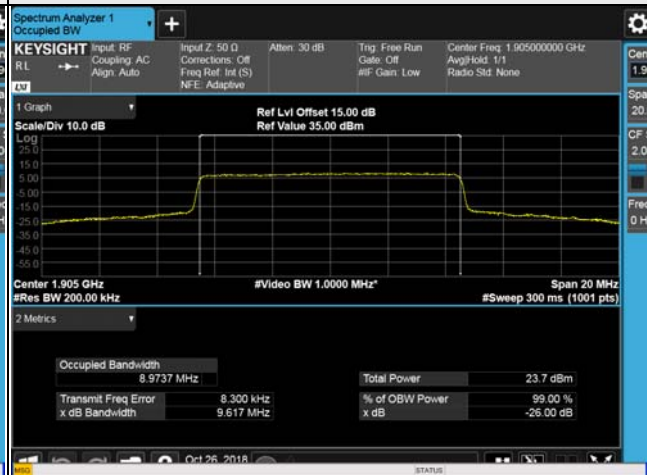 Spectrum Analyzer 1
Occupied BW
+
KEYSIGHT
RL
LXI
Input: RF
Coupling: AC
Align: Auto
Input Z: 50 Ω
Corrections: Off
Freq Ref: Int (S)
NFE: Adaptive
Atten: 30 dB
Trig: Free Run
Gate: Off
#IF Gain: Low
Center Freq: 1.905000000 GHz
Avg|Hold: 1/1
Radio Std: None
1 Graph
Scale/Div 10.0 dB
Ref Lvl Offset 15.00 dB
Ref Value 35.00 dBm
Log
25.0
15.0
5.00
-5.00
-15.0
-25.0
-35.0
-45.0
-55.0
Center 1.905 GHz
#Res BW 200.00 kHz
#Video BW 1.0000 MHz*
Span 20 MHz
#Sweep 300 ms (1001 pts)
2 Metrics
Occupied Bandwidth
8.9737 MHz
Total Power 23.7 dBm
Transmit Freq Error 8.300 kHz
% of OBW Power 99.00 %
x dB Bandwidth 9.617 MHz
x dB -26.00 dB
Oct 26, 2018
MSG
STATUS